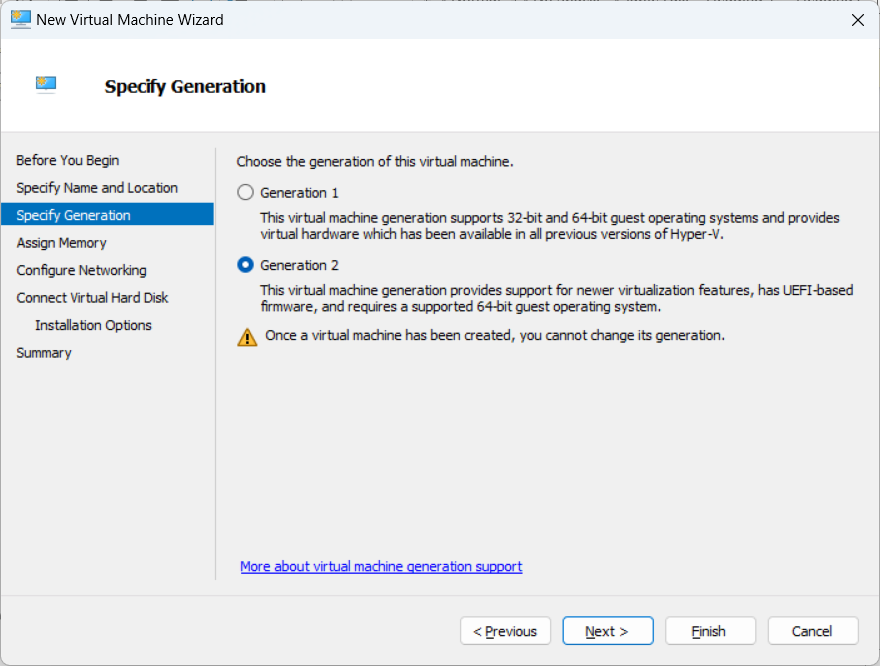 New Virtual Machine Wizard
Specify Generation
Before You Begin
Specify Name and Location
Specify Generation
Assign Memory
Configure Networking
Connect Virtual Hard Disk
Installation Options
Summary
Choose the generation of this virtual machine.
Generation 1
This virtual machine generation supports 32-bit and 64-bit guest operating systems and provides
virtual hardware which has been available in all previous versions of Hyper-V.
Generation 2
This virtual machine generation provides support for newer virtualization features, has UEFI-based
firmware, and requires a supported 64-bit guest operating system.
Once a virtual machine has been created, you cannot change its generation.
More about virtual machine generation support
< Previous
Next >
Finish
Cancel